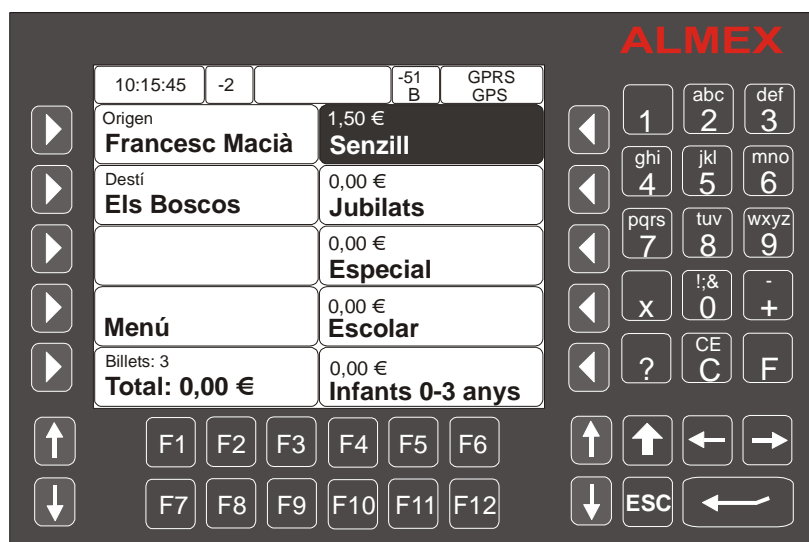 ALMEX
10:15:45 -2 -51 B GPRS GPS
Origen
Francesc Macià
1,50 €
Senzill
Destí
Els Boscos
0,00 €
Jubilats
0,00 €
Especial
Menú
0,00 €
Escolar
Billets: 3
Total: 0,00 €
0,00 €
Infants 0-3 anys
1
abc
2
def
3
ghi
4
jkl
5
mno
6
pqrs
7
tuv
8
wxyz
9
x
!;&
0
-
+
?
CE
C
F
F1 F2 F3 F4 F5 F6
F7 F8 F9 F10 F11 F12
ESC